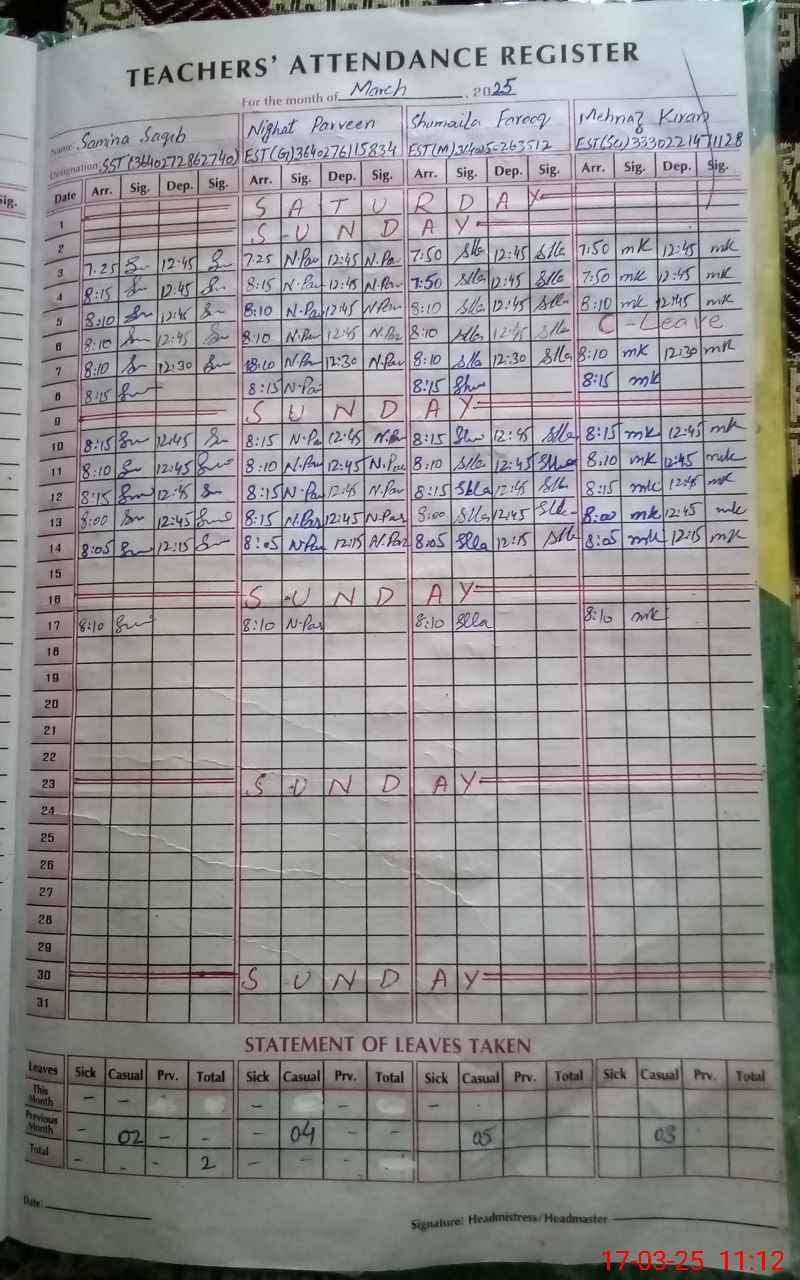 TEACHERS' ATTENDANCE REGISTER
For the month of March, 2025
Name: Samina Saqib Nighat Parveen Shumaila Farooq Mehnaz Kiran
Designation: SST (3640272862740) EST(G) 3640276115834 EST(M) EST(Sci)
Sig. Date Arr. Sig. Dep. Sig. Arr. Sig. Dep. Sig. Arr. Sig. Dep. Sig. Arr. Sig. Dep. Sig.
1 SATURDAY
2 SUNDAY
3 7.25 12:45 7.25 N.Par 12:45 N.Par 7:50 12:45 7:50 mK 12:45 mK
4 8:15 12:45 8:15 N.Par 12:45 N.Par 7:50 12:45 7:50 mK 12:45 mK
5 8:10 12:45 8:10 N.Par 12:45 N.Par 8:10 12:45 8:10 mK 12:45 mK
6 8:10 12:45 8:10 N.Par 12:45 N.Par 8:10 12:45 C-Leave
7 8:10 12:30 8:10 N.Par 12:30 N.Par 8:10 12:30 8:10 mK 12:30 mK
8 8:15 8:15 N.Par 8:15 8:15 mK
9 SUNDAY
10 8:15 12:45 8:15 N.Par 12:45 N.Par 8:15 12:45 8:15 mK 12:45 mK
11 8:10 12:45 8:10 N.Par 12:45 N.Par 8:10 12:45 8:10 mK 12:45 mK
12 8:15 12:45 8:15 N.Par 12:45 N.Par 8:15 12:45 8:15 mK 12:45 mK
13 8:00 12:45 8:15 N.Par 12:45 N.Par 8:00 12:45 8:00 mK 12:45 mK
14 8:05 12:15 8:05 N.Par 12:15 N.Par 8:05 12:15 8:05 mK 12:15 mK
15
16 SUNDAY
17 8:10 8:10 N.Par 8:10 8:10 mK
18
19
20
21
22
23 SUNDAY
24
25
26
27
28
29
30 SUNDAY
31
STATEMENT OF LEAVES TAKEN
Leaves Sick Casual Prv. Total Sick Casual Prv. Total Sick Casual Prv. Total Sick Casual Prv. Total
This Month - - - - -
Previous Month - 02 - - - 04 - - 05 03
Total - - - 2 - - - -
Date:
Signature: Headmistress/Headmaster
17-03-25 11:12